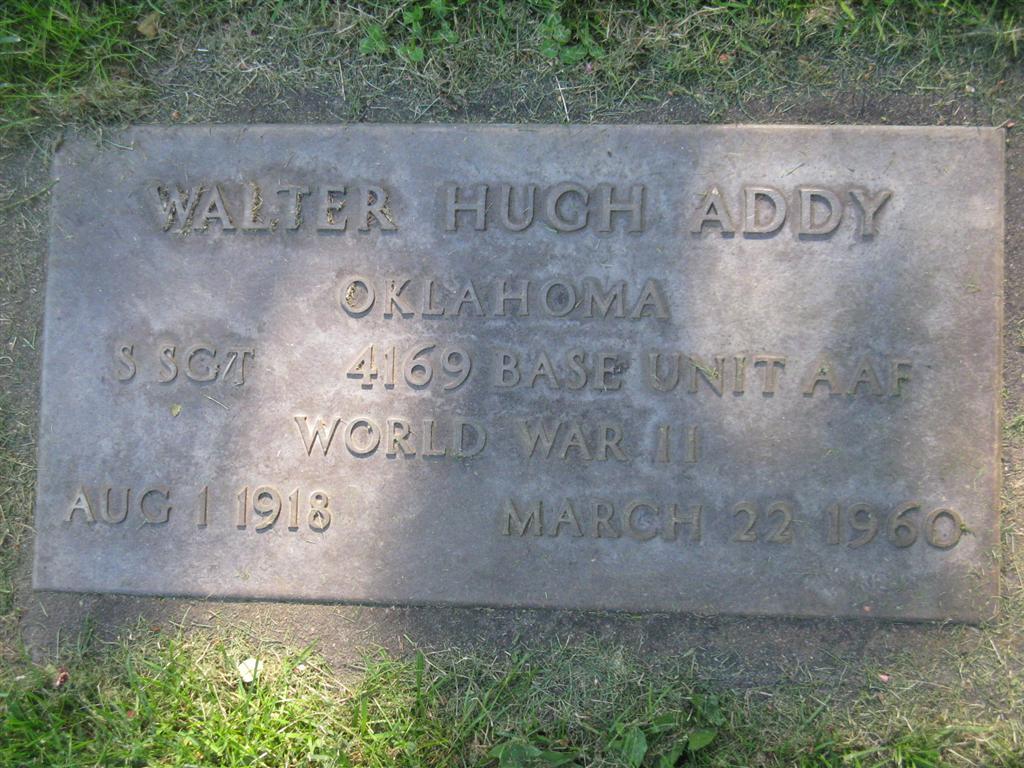 WALTER HUGH ADDY
OKLAHOMA
S SGT 4169 BASE UNIT AAF
WORLD WAR II
AUG 1 1918 MARCH 22 1960